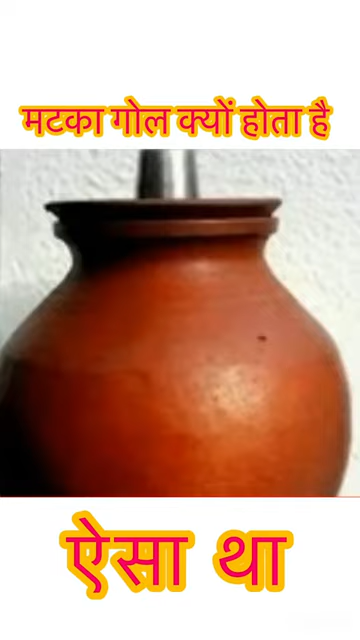 मटका गोल क्यों होता है
ऐसा था